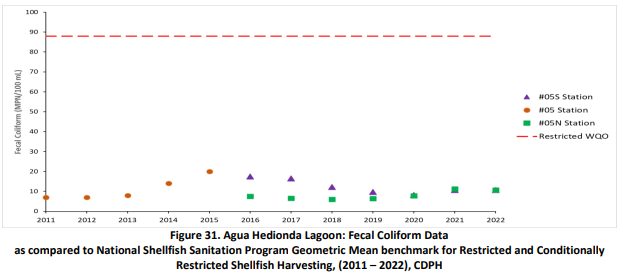 100
90
80
70
60
50
40
30
20
10
0
Fecal Coliform (MPN/100 mL)
2011 2012 2013 2014 2015 2016 2017 2018 2019 2020 2021 2022
#05S Station
#05 Station
#05N Station
Restricted WQO
Figure 31. Agua Hedionda Lagoon: Fecal Coliform Data
as compared to National Shellfish Sanitation Program Geometric Mean benchmark for Restricted and Conditionally
Restricted Shellfish Harvesting, (2011 – 2022), CDPH